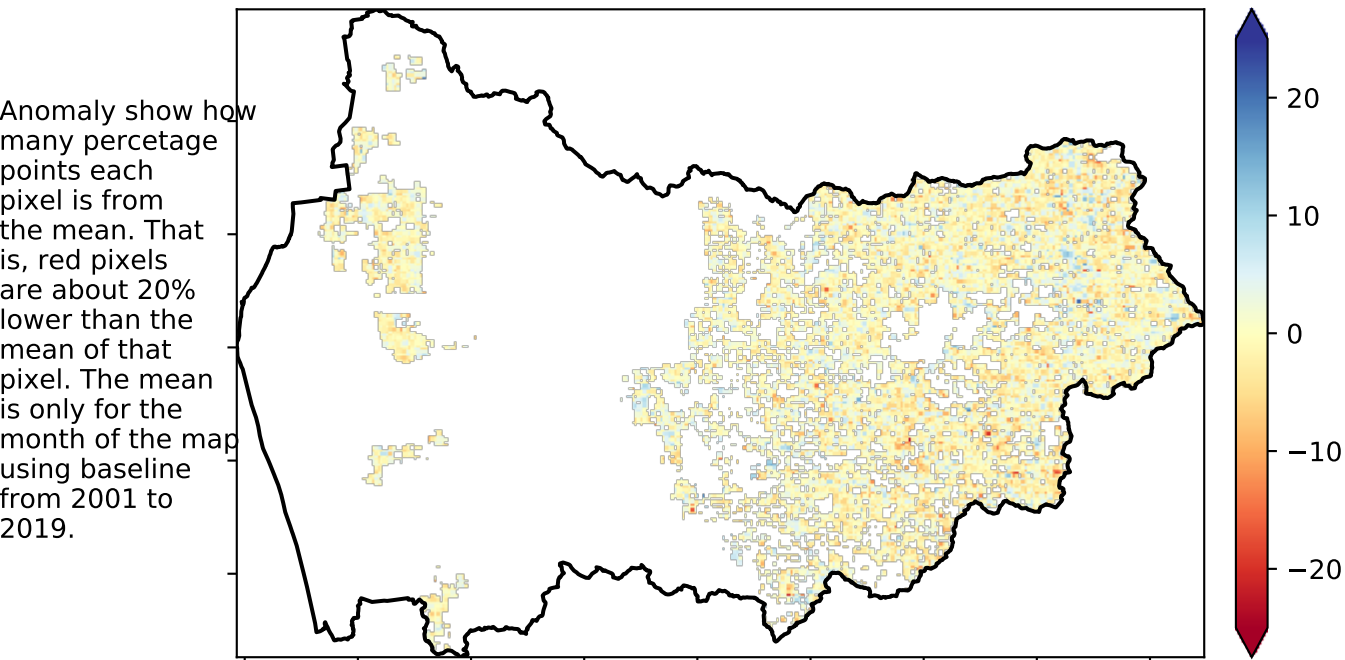 Anomaly show how
many percetage
points each
pixel is from
the mean. That
is, red pixels
are about 20%
lower than the
mean of that
pixel. The mean
is only for the
month of the map
using baseline
from 2001 to
2019.
20
10
0
−10
−20